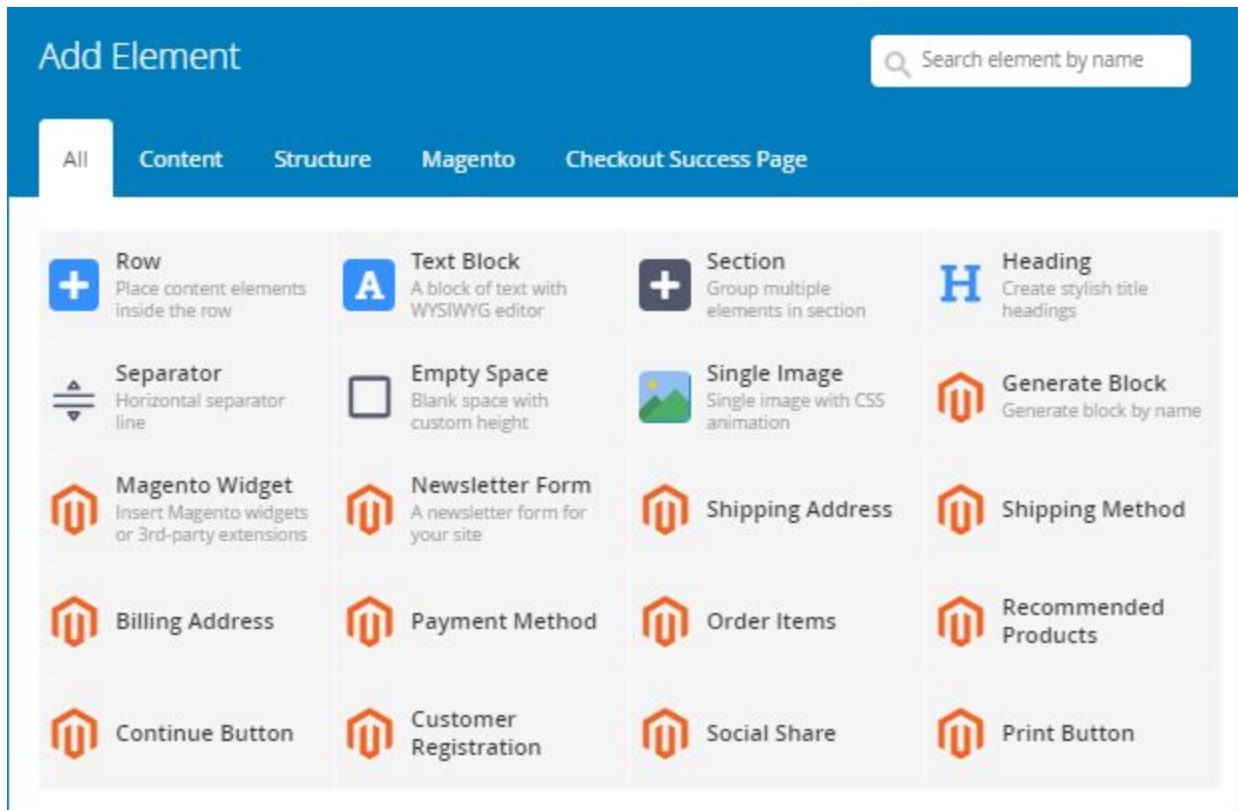 Add Element
Search element by name
All
Content
Structure
Magento
Checkout Success Page
Row
Place content elements
inside the row
Text Block
A block of text with
WYSIWYG editor
Section
Group multiple
elements in section
Heading
Create stylish title
headings
Separator
Horizontal separator
line
Empty Space
Blank space with
custom height
Single Image
Single image with CSS
animation
Generate Block
Generate block by name
Magento Widget
Insert Magento widgets
or 3rd-party extensions
Newsletter Form
A newsletter form for
your site
Shipping Address
Shipping Method
Billing Address
Payment Method
Order Items
Recommended
Products
Continue Button
Customer
Registration
Social Share
Print Button